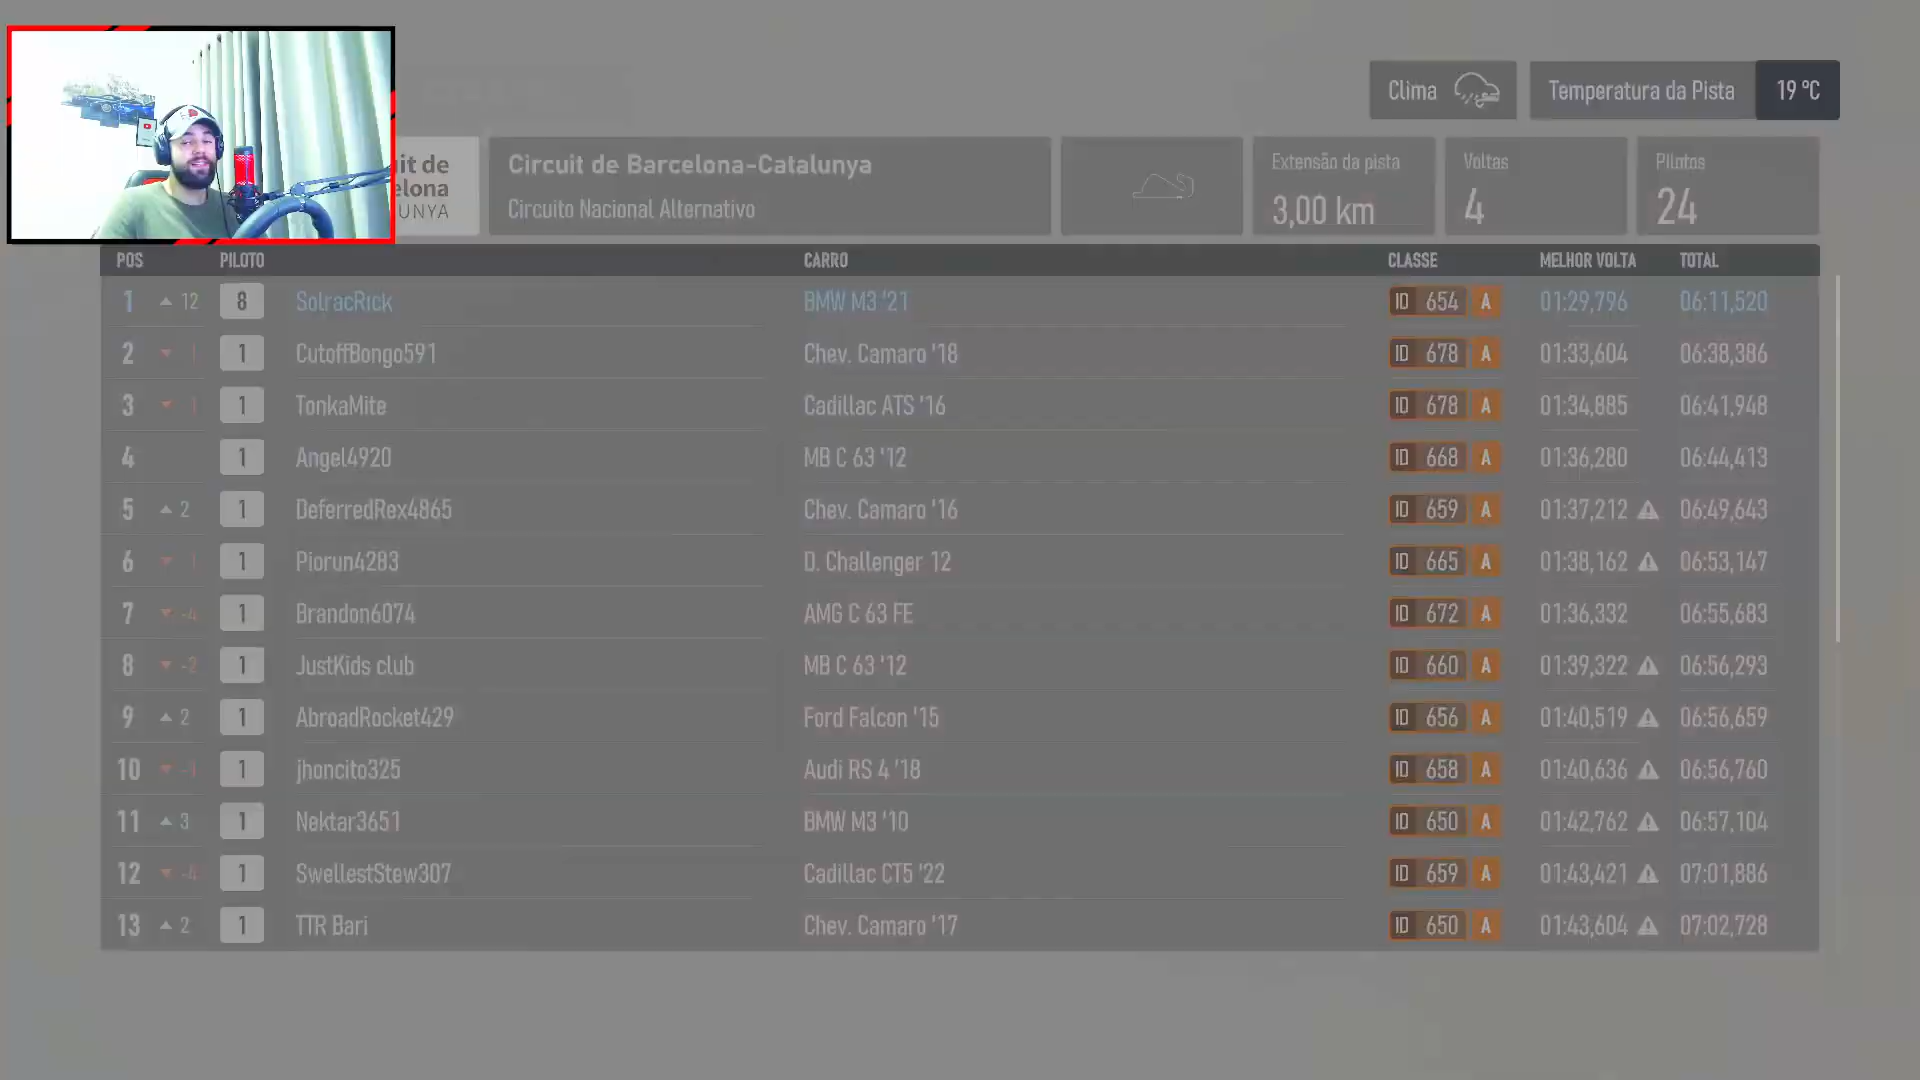 Clima
Temperatura da Pista 19 °C
it de
elona
UNYA
Circuit de Barcelona-Catalunya
Circuito Nacional Alternativo
Extensão da pista
3,00 km
Voltas
4
Pilotos
24
POS PILOTO CARRO CLASSE MELHOR VOLTA TOTAL
1 12 8 SolracRick BMW M3 '21 ID 654 A 01:29,796 06:11,520
2 1 1 CutoffBongo591 Chev. Camaro '18 ID 678 A 01:33,604 06:38,386
3 1 1 TonkaMite Cadillac ATS '16 ID 678 A 01:34,885 06:41,948
4 1 Angel4920 MB C 63 '12 ID 668 A 01:36,280 06:44,413
5 2 1 DeferredRex4865 Chev. Camaro '16 ID 659 A 01:37,212 06:49,643
6 1 1 Piorun4283 D. Challenger 12 ID 665 A 01:38,162 06:53,147
7 -4 1 Brandon6074 AMG C 63 FE ID 672 A 01:36,332 06:55,683
8 -2 1 JustKids club MB C 63 '12 ID 660 A 01:39,322 06:56,293
9 2 1 AbroadRocket429 Ford Falcon '15 ID 656 A 01:40,519 06:56,659
10 -1 1 jhoncito325 Audi RS 4 '18 ID 658 A 01:40,636 06:56,760
11 3 1 Nektar3651 BMW M3 '10 ID 650 A 01:42,762 06:57,104
12 -4 1 SwellestStew307 Cadillac CT5 '22 ID 659 A 01:43,421 07:01,886
13 2 1 TTR Bari Chev. Camaro '17 ID 650 A 01:43,604 07:02,728